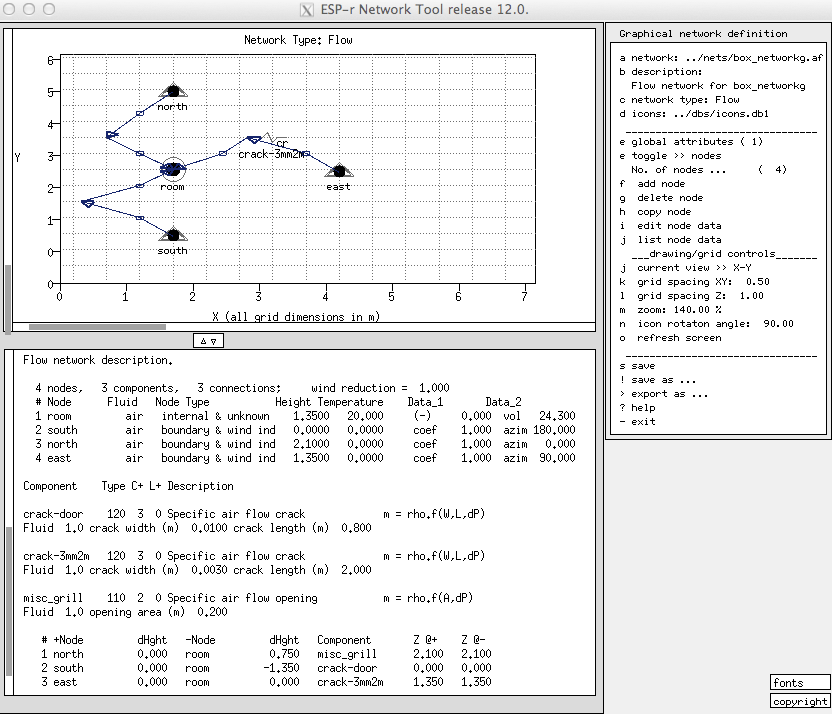 ESP-r Network Tool release 12.0.
Network Type: Flow
6
5
4
3
2
1
0
Y
north
cr
crack-3mm2m
room
east
south
0 1 2 3 4 5 6 7
X (all grid dimensions in m)
Graphical network definition
a network: ../nets/box_networkg.af
b description:
Flow network for box_networkg
c network type: Flow
d icons: ../dbs/icons.db1
e global attributes ( 1)
e toggle >> nodes
No. of nodes ... ( 4)
f add node
g delete node
h copy node
i edit node data
j list node data
___drawing/grid controls_______
j current view >> X-Y
k grid spacing XY: 0.50
l grid spacing Z: 1.00
m zoom: 140.00 %
n icon rotaton angle: 90.00
o refresh screen
s save
! save as ...
> export as ...
? help
- exit
Flow network description.
4 nodes, 3 components, 3 connections; wind reduction = 1.000
# Node Fluid Node Type Height Temperature Data_1 Data_2
1 room air internal & unknown 1.3500 20.000 (-) 0.000 vol 24.300
2 south air boundary & wind ind 0.0000 0.0000 coef 1.000 azim 180.000
3 north air boundary & wind ind 2.1000 0.0000 coef 1.000 azim 0.000
4 east air boundary & wind ind 1.3500 0.0000 coef 1.000 azim 90.000
Component Type C+ L+ Description
crack-door 120 3 0 Specific air flow crack m = rho.f(W,L,dP)
Fluid 1.0 crack width (m) 0.0100 crack length (m) 0.800
crack-3mm2m 120 3 0 Specific air flow crack m = rho.f(W,L,dP)
Fluid 1.0 crack width (m) 0.0030 crack length (m) 2.000
misc_grill 110 2 0 Specific air flow opening m = rho.f(A,dP)
Fluid 1.0 opening area (m) 0.200
# +Node dHght -Node dHght Component Z @+ Z @-
1 north 0.000 room 0.750 misc_grill 2.100 2.100
2 south 0.000 room -1.350 crack-door 0.000 0.000
3 east 0.000 room 0.000 crack-3mm2m 1.350 1.350
fonts
copyright